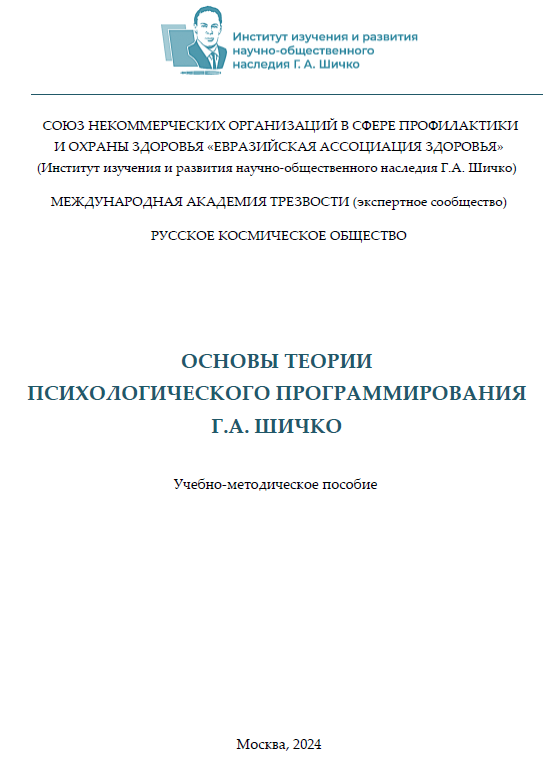 Институт изучения и развития
научно-общественного
наследия Г. А. Шичко
СОЮЗ НЕКОММЕРЧЕСКИХ ОРГАНИЗАЦИЙ В СФЕРЕ ПРОФИЛАКТИКИ
И ОХРАНЫ ЗДОРОВЬЯ «ЕВРАЗИЙСКАЯ АССОЦИАЦИЯ ЗДОРОВЬЯ»
(Институт изучения и развития научно-общественного наследия Г.А. Шичко)
МЕЖДУНАРОДНАЯ АКАДЕМИЯ ТРЕЗВОСТИ (экспертное сообщество)
РУССКОЕ КОСМИЧЕСКОЕ ОБЩЕСТВО
ОСНОВЫ ТЕОРИИ
ПСИХОЛОГИЧЕСКОГО ПРОГРАММИРОВАНИЯ
Г.А. ШИЧКО
Учебно-методическое пособие
Москва, 2024